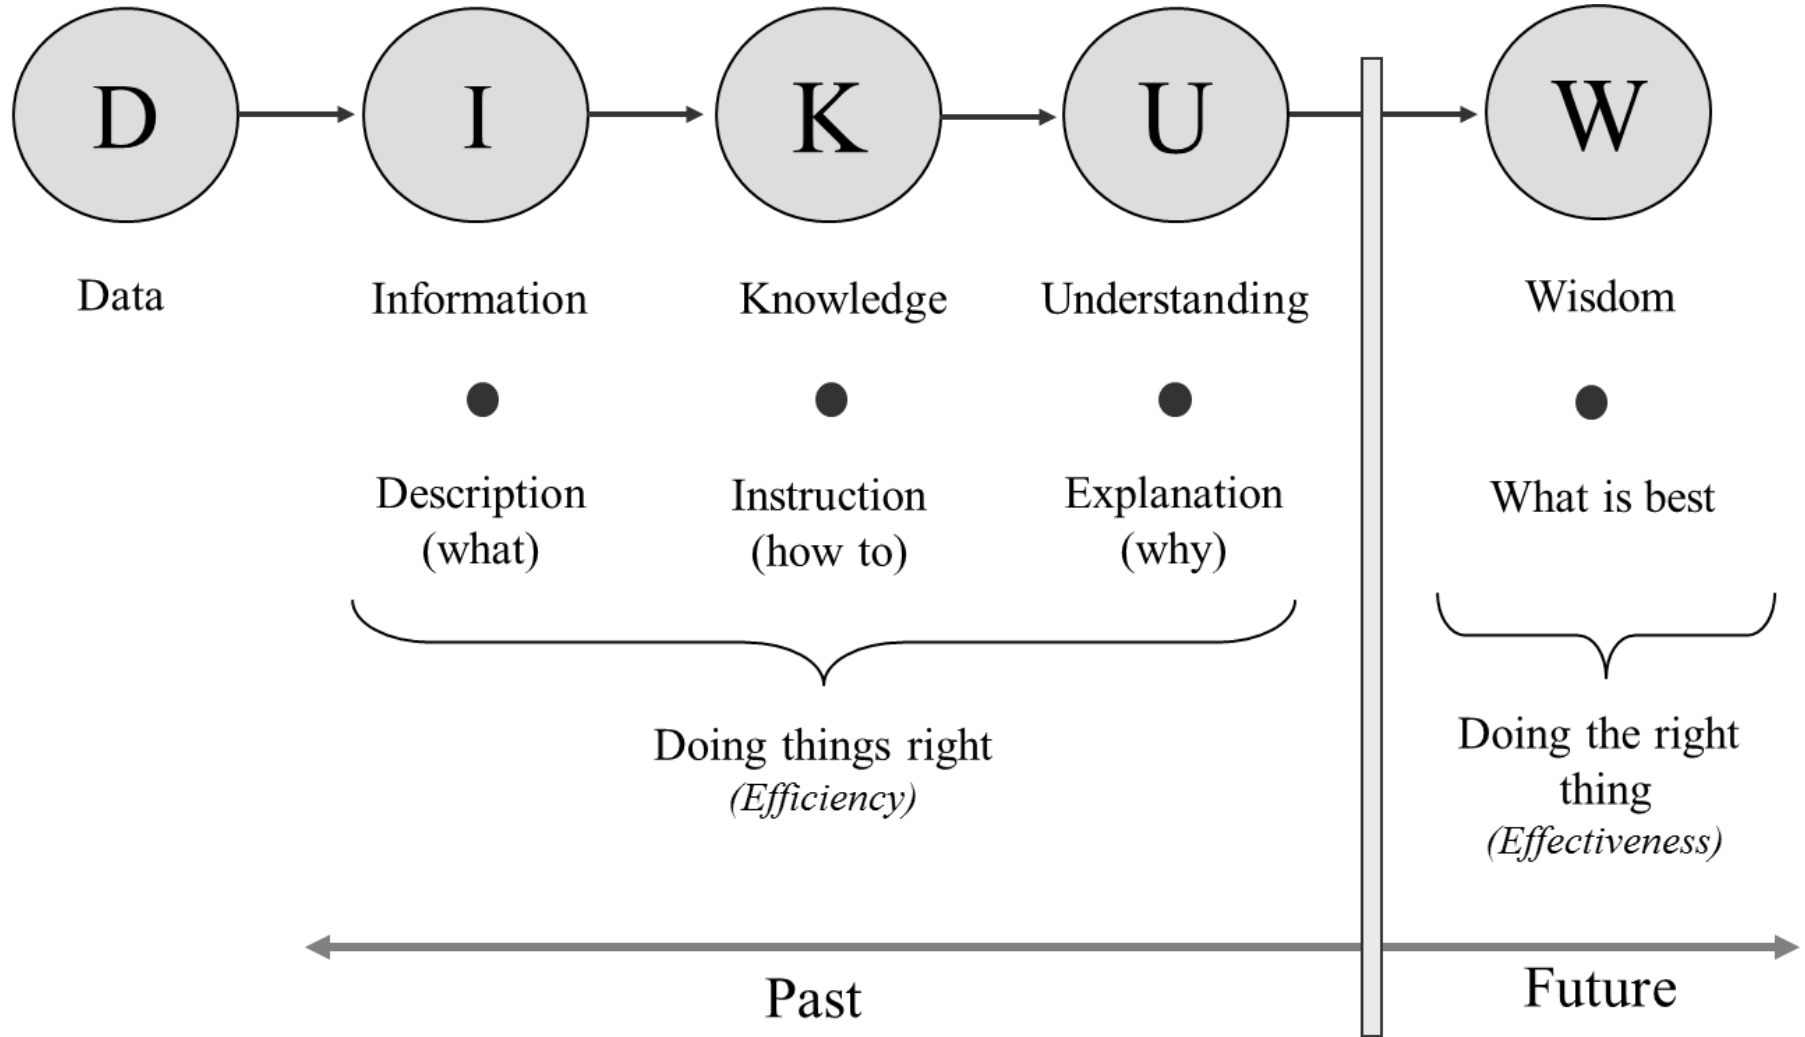 D
I
K
U
W
Data
Information
Knowledge
Understanding
Wisdom
Description
(what)
Instruction
(how to)
Explanation
(why)
What is best
Doing things right
(Efficiency)
Doing the right
thing
(Effectiveness)
Past
Future